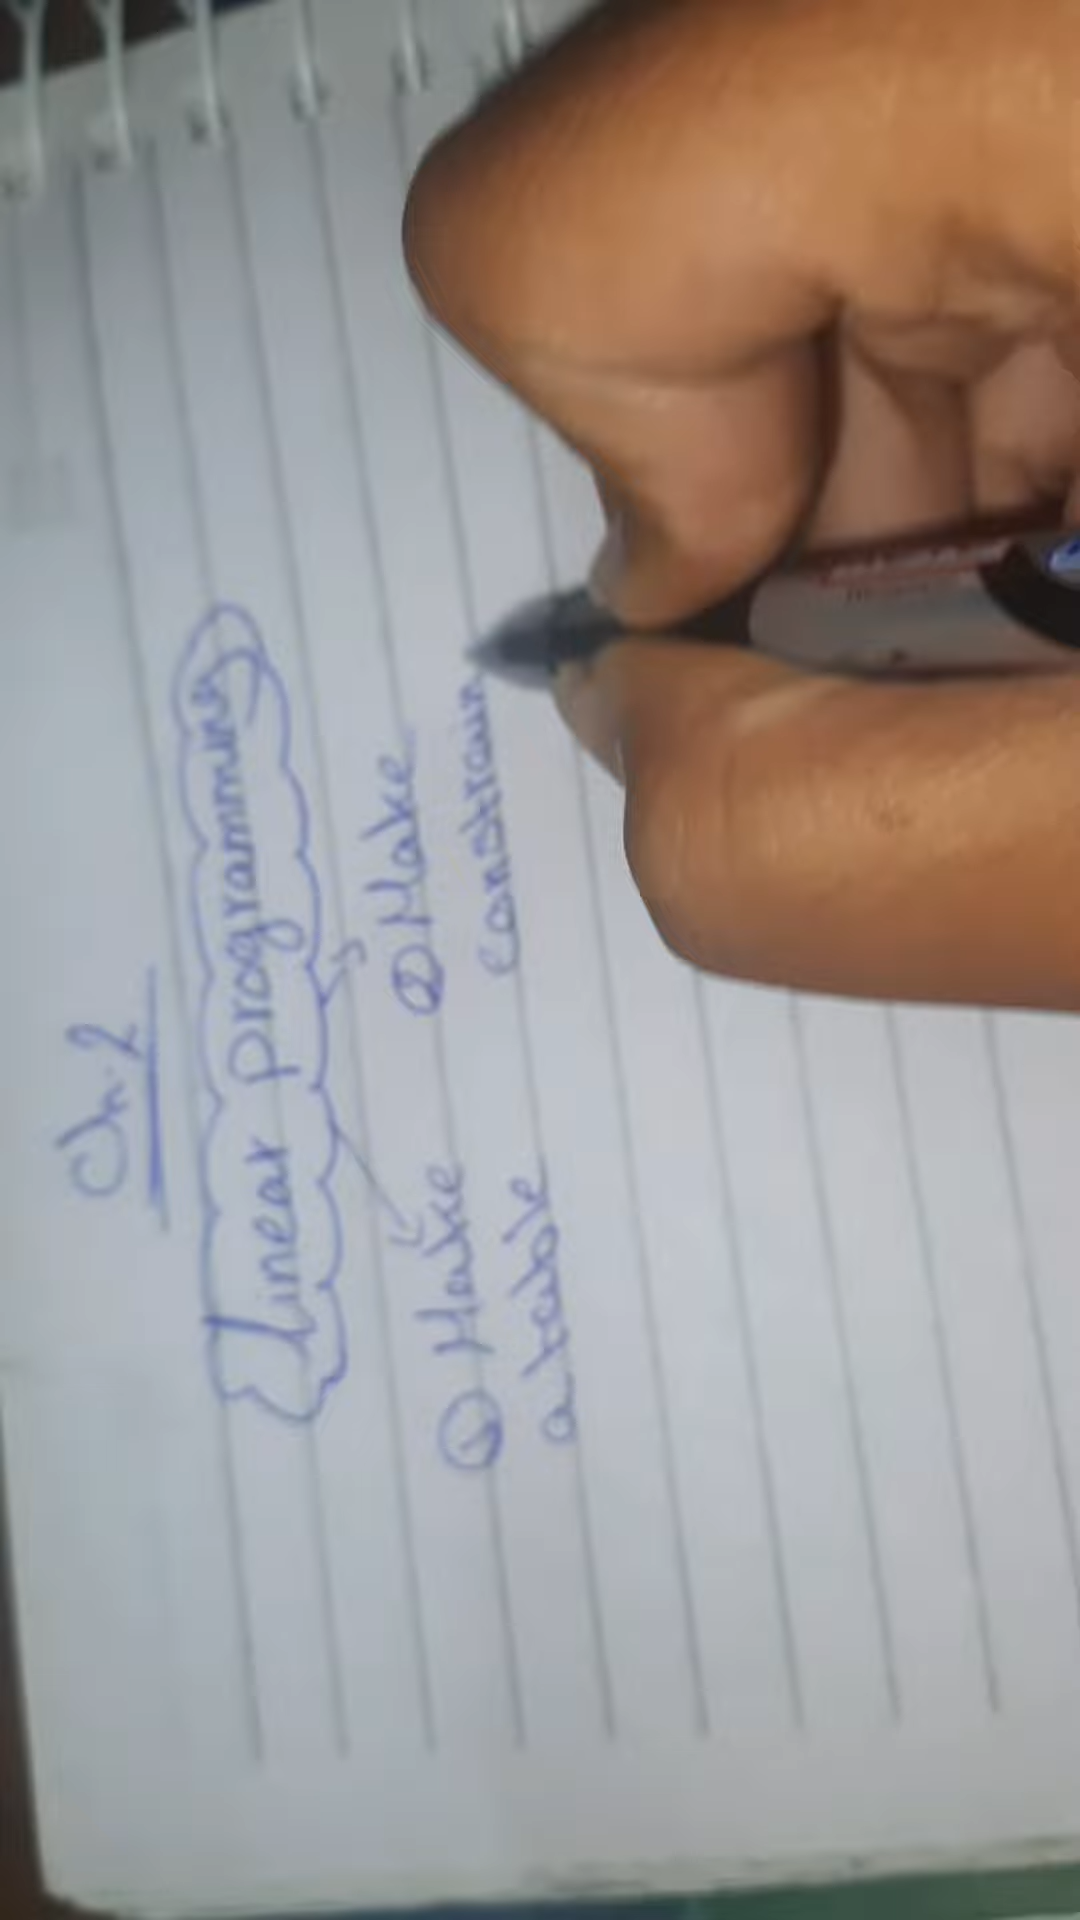 Ch. 2
Linear programming
① Make
a table
② Make
constrain